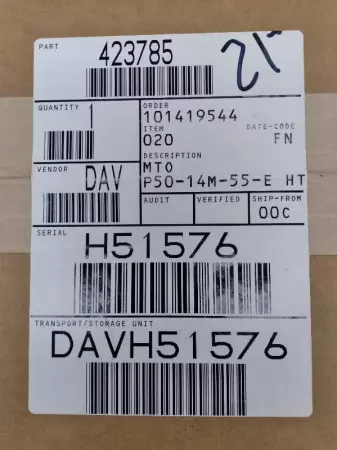 PART
423785
21
QUANTITY
1
ORDER
101419544
ITEM
DATE-CODE
020
FN
VENDOR
DAV
DESCRIPTION
MTO
P50-14M-55-E HT
AUDIT
VERIFIED
SHIP-FROM
00C
SERIAL
H51576
TRANSPORT/STORAGE UNIT
DAVH51576